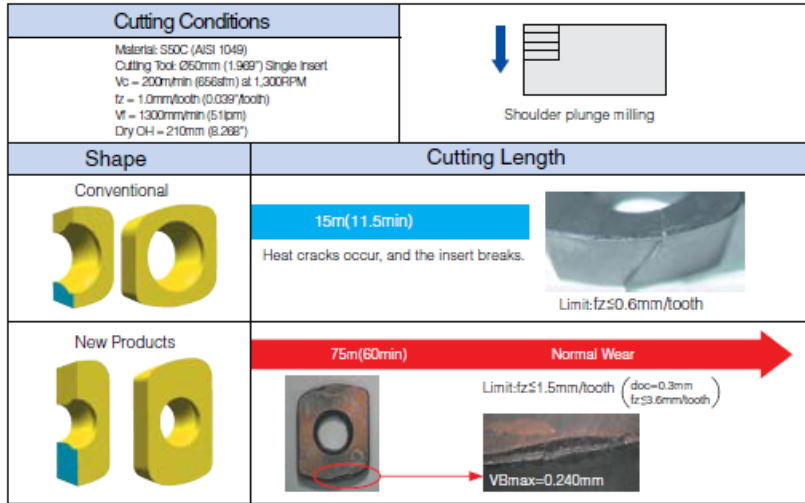 Cutting Conditions
Material: S50C (AISI 1049)
Cutting Tool: Ø50mm (1.969") Single Insert
Vc = 200m/min (656sfm) at 1,300RPM
fz = 1.0mm/tooth (0.039"/tooth)
Vf = 1300mm/min (51ipm)
Dry OH = 210mm (8.268")
Shoulder plunge milling
Shape
Cutting Length
Conventional
15m(11.5min)
Heat cracks occur, and the insert breaks.
Limit:fz≦0.6mm/tooth
New Products
75m(60min)
Normal Wear
Limit:fz≦1.5mm/tooth (doc=0.3mm
fz≦3.6mm/tooth)
VBmax=0.240mm